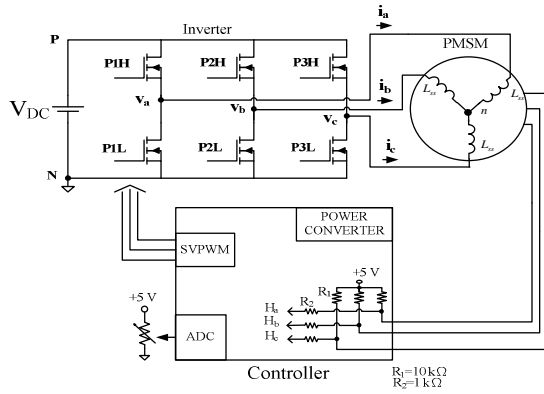 Inverter
i_a
P
PMSM
P1H
P2H
P3H
i_b
L_ss
L_ss
V_DC
v_a
v_b
v_c
n
P1L
P2L
P3L
i_c
L_ss
N
POWER
CONVERTER
SVPWM
+5 V
+5 V
R_1
H_a
R_2
H_b
H_c
ADC
Controller
R_1=10 kΩ
R_2=1 kΩ